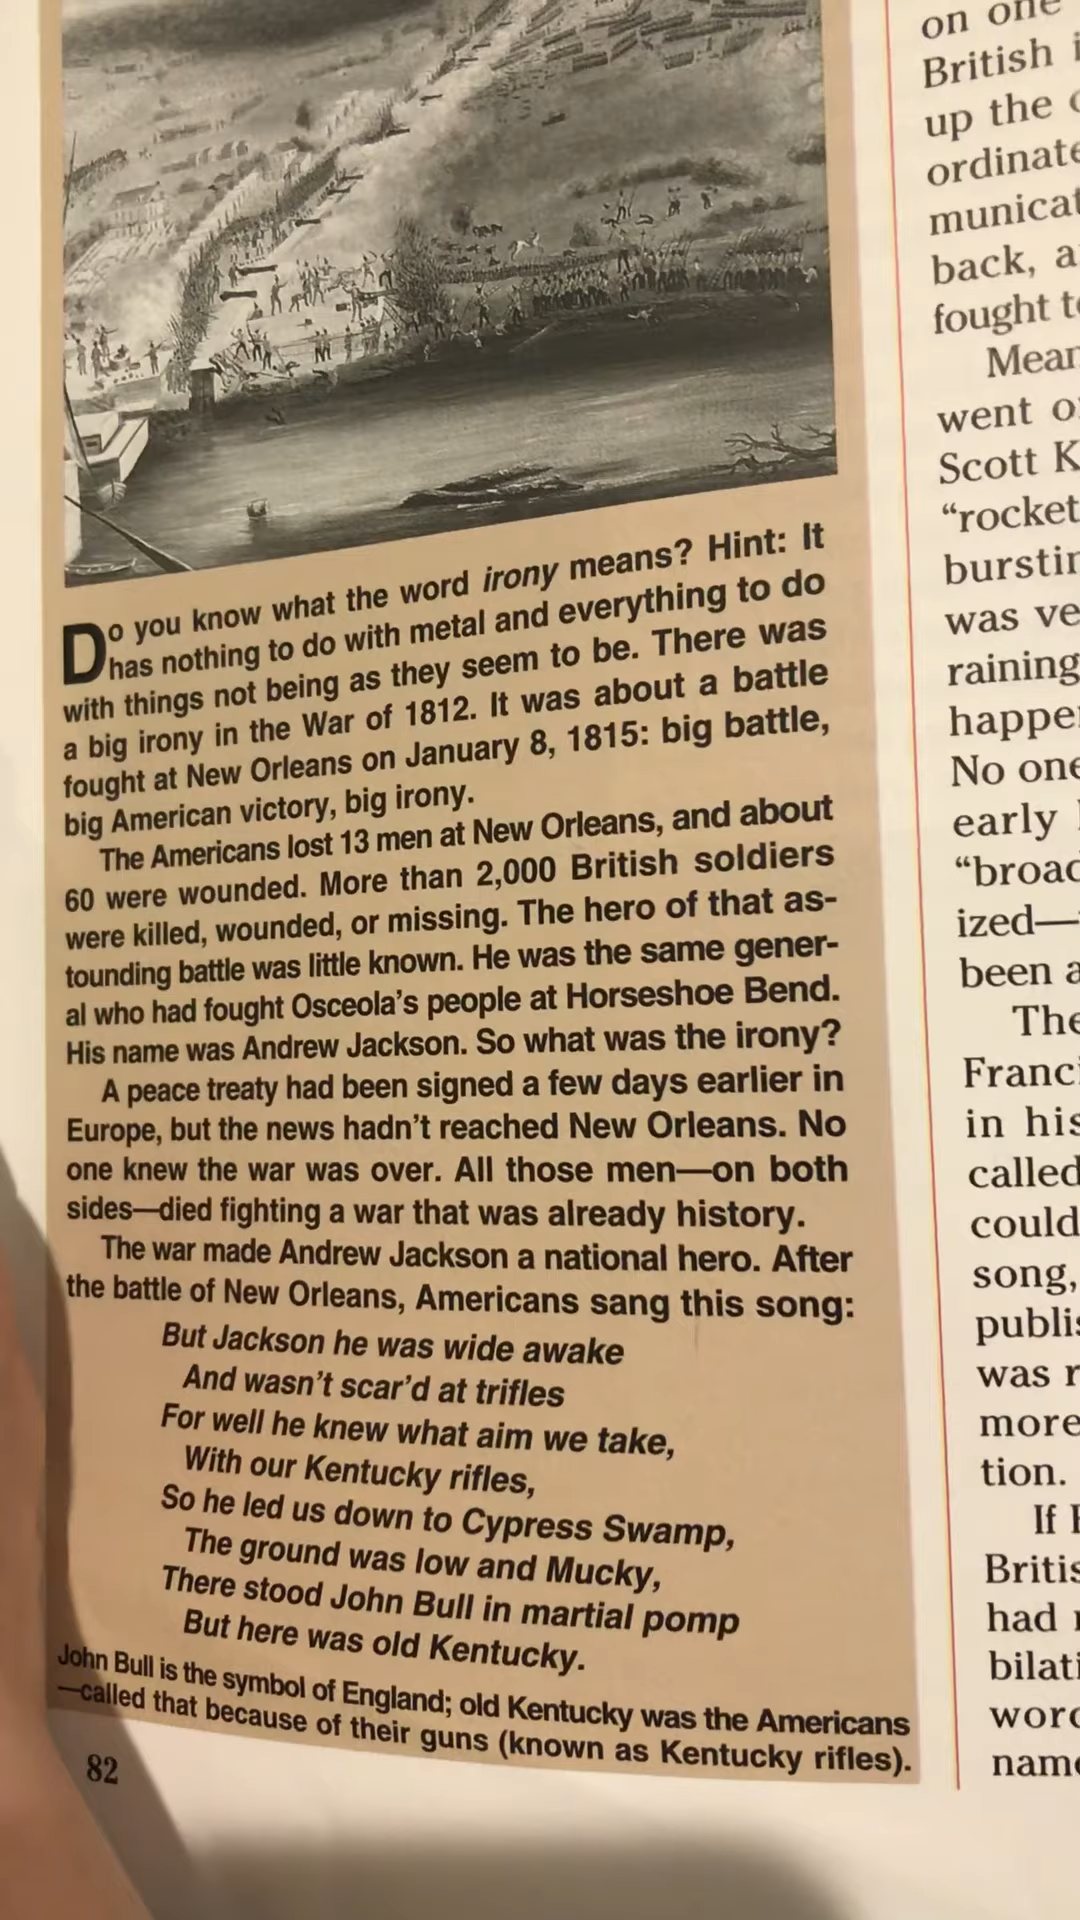 Do you know what the word irony means? Hint: It
has nothing to do with metal and everything to do
with things not being as they seem to be. There was
a big irony in the War of 1812. It was about a battle
fought at New Orleans on January 8, 1815: big battle,
big American victory, big irony.
The Americans lost 13 men at New Orleans, and about
60 were wounded. More than 2,000 British soldiers
were killed, wounded, or missing. The hero of that as-
tounding battle was little known. He was the same gener-
al who had fought Osceola's people at Horseshoe Bend.
His name was Andrew Jackson. So what was the irony?
A peace treaty had been signed a few days earlier in
Europe, but the news hadn't reached New Orleans. No
one knew the war was over. All those men—on both
sides—died fighting a war that was already history.
The war made Andrew Jackson a national hero. After
the battle of New Orleans, Americans sang this song:
But Jackson he was wide awake
And wasn't scar'd at trifles
For well he knew what aim we take,
With our Kentucky rifles,
So he led us down to Cypress Swamp,
The ground was low and Mucky,
There stood John Bull in martial pomp
But here was old Kentucky.
John Bull is the symbol of England; old Kentucky was the Americans
—called that because of their guns (known as Kentucky rifles).
82
on one
British
up the
ordinate
municat
back, a
fought
Mean
went
Scott K
"rocket
burstin
was ve
raining
happe
No one
early
"broad
ized—
been a
The
Franci
in his
called
could
song,
publis
was r
more
tion.
If
Britis
had
bilati
word
name